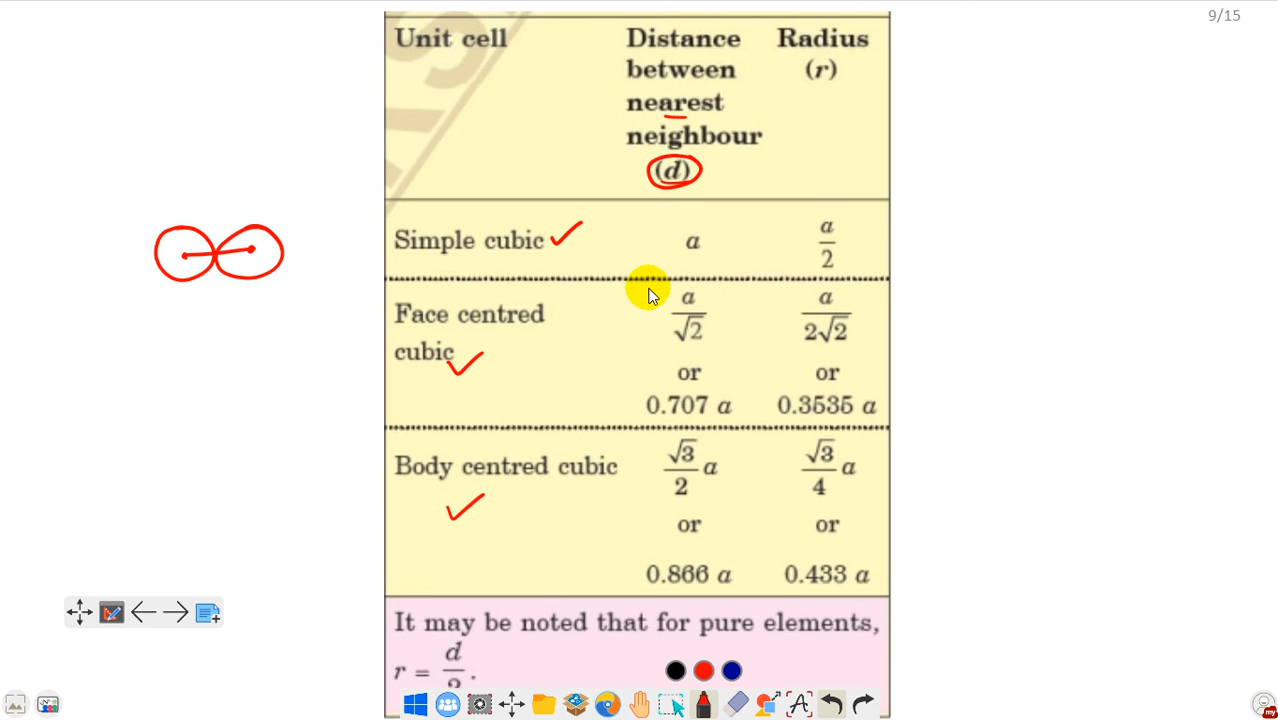 9/15
Unit cell
Distance
between
nearest
neighbour
(d)
Radius
(r)
Simple cubic
a
a/2
Face centred
cubic
a/√2
or
0.707 a
a/2√2
or
0.3535 a
Body centred cubic
√3/2 a
or
0.866 a
√3/4 a
or
0.433 a
It may be noted that for pure elements,
r = d/2 .
my